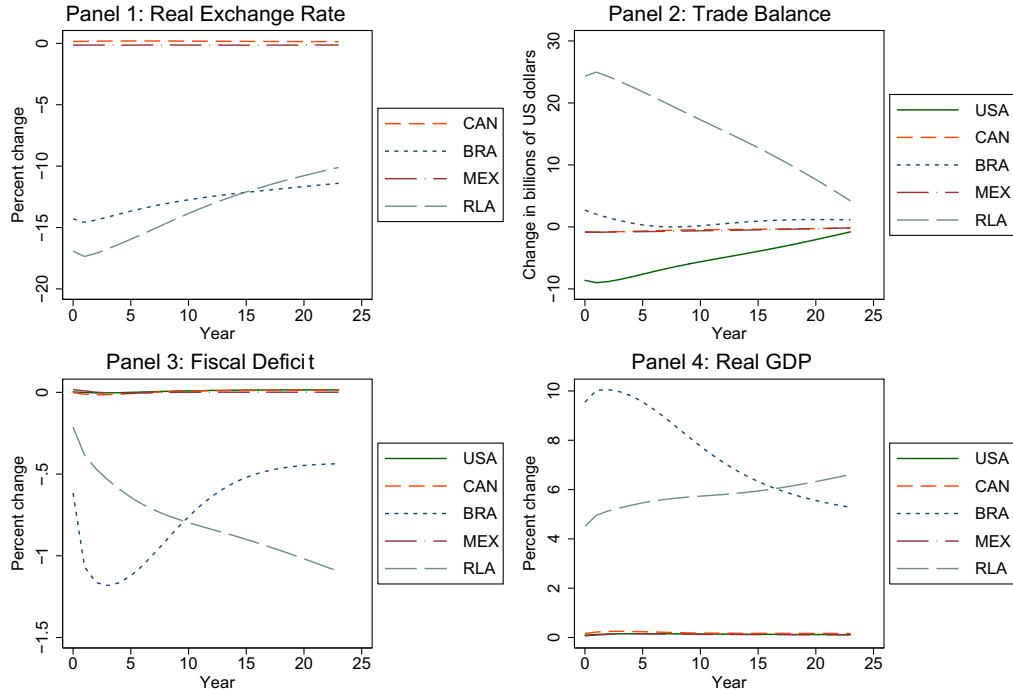 Panel 1: Real Exchange Rate
Percent change
0
−5
−10
−15
−20
0 5 10 15 20 25
Year
CAN
BRA
MEX
RLA
Panel 2: Trade Balance
Change in billions of US dollars
30
20
10
0
−10
0 5 10 15 20 25
Year
USA
CAN
BRA
MEX
RLA
Panel 3: Fiscal Deficit
Percent change
0
−.5
−1
−1.5
0 5 10 15 20 25
Year
USA
CAN
BRA
MEX
RLA
Panel 4: Real GDP
Percent change
10
8
6
4
2
0
0 5 10 15 20 25
Year
USA
CAN
BRA
MEX
RLA